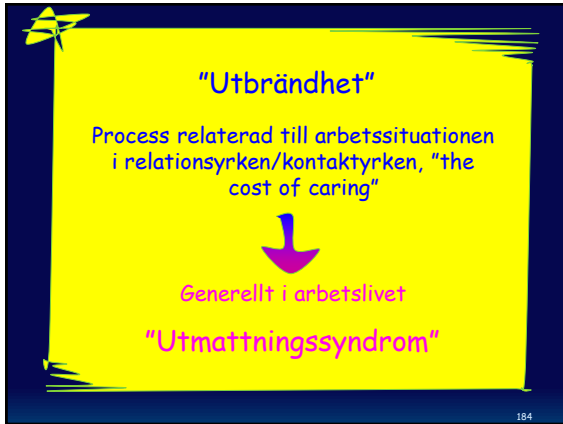 ”Utbrändhet”
Process relaterad till arbetssituationen
i relationsyrken/kontaktyrken, ”the
cost of caring”
Generellt i arbetslivet
”Utmattningssyndrom”
184